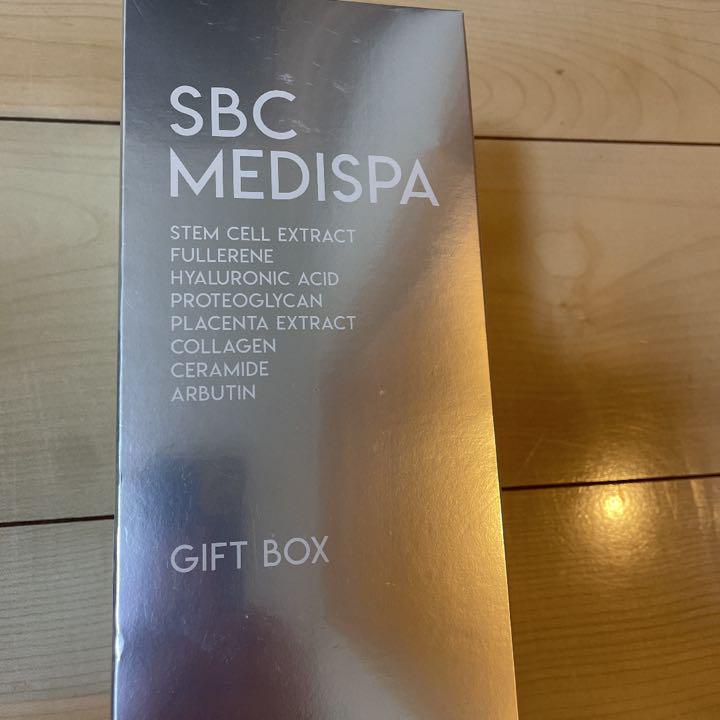 SBC
MEDISPA
STEM CELL EXTRACT
FULLERENE
HYALURONIC ACID
PROTEOGLYCAN
PLACENTA EXTRACT
COLLAGEN
CERAMIDE
ARBUTIN
GIFT BOX